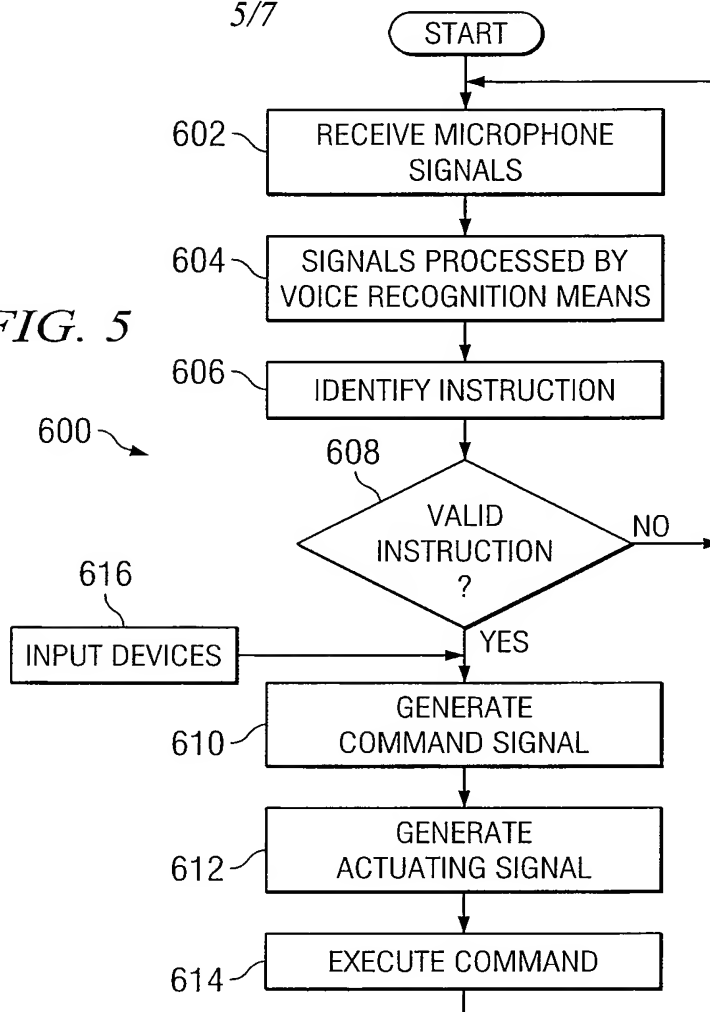 5/7
START
602
RECEIVE MICROPHONE
SIGNALS
604
SIGNALS PROCESSED BY
VOICE RECOGNITION MEANS
FIG. 5
606
IDENTIFY INSTRUCTION
600
608
VALID
INSTRUCTION
?
NO
616
INPUT DEVICES
YES
610
GENERATE
COMMAND SIGNAL
612
GENERATE
ACTUATING SIGNAL
614
EXECUTE COMMAND